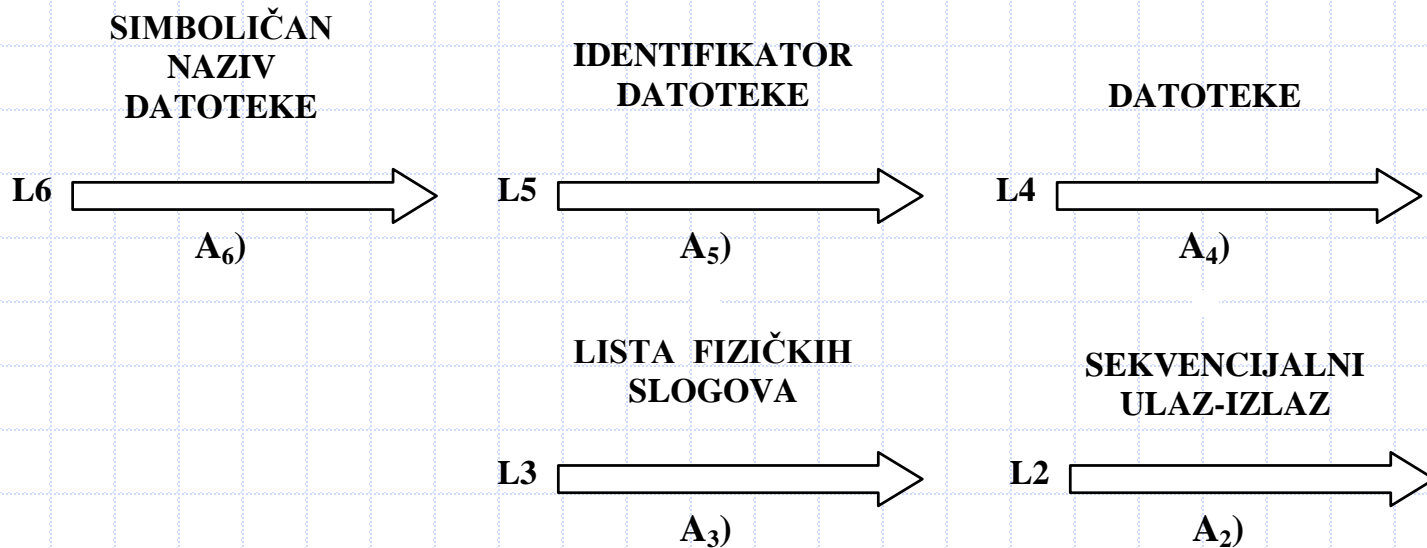 SIMBOLIČAN
NAZIV
DATOTEKE
IDENTIFIKATOR
DATOTEKE
DATOTEKE
L6
L5
L4
A₆)
A₅)
A₄)
LISTA FIZIČKIH
SLOGOVA
SEKVENCIJALNI
ULAZ-IZLAZ
L3
L2
A₃)
A₂)